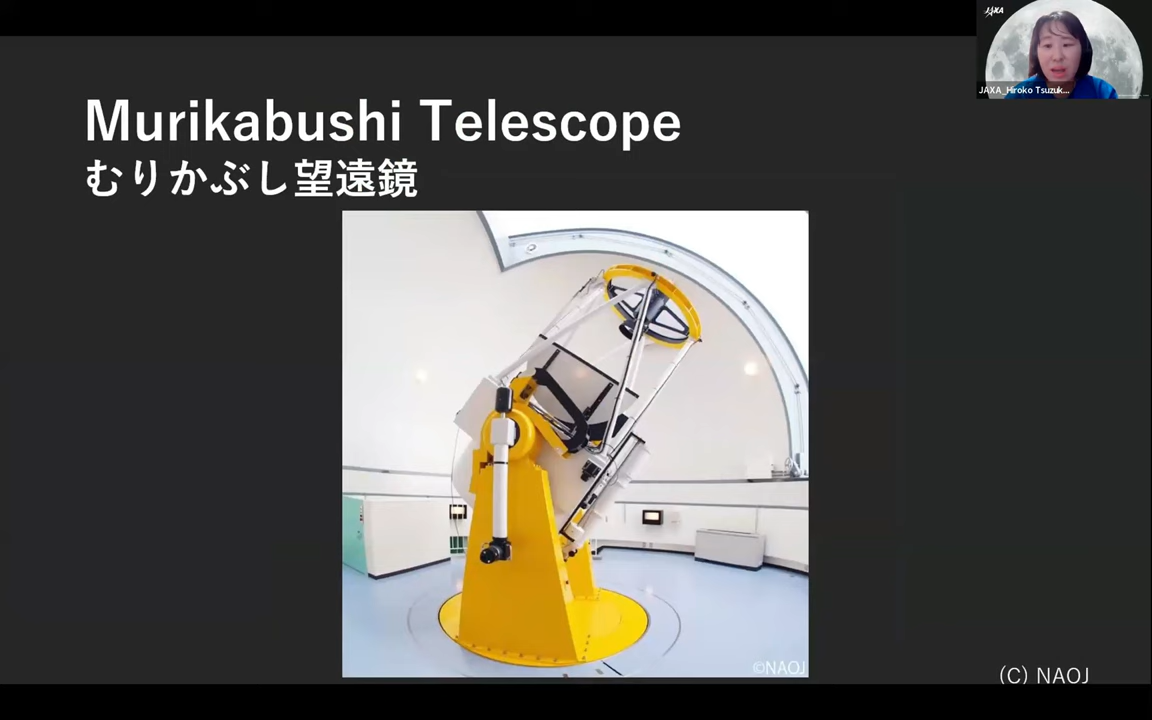 JAXA
JAXA_Hiroko Tsuzuk...
Murikabushi Telescope
むりかぶし望遠鏡
©NAOJ
(C) NAOJ